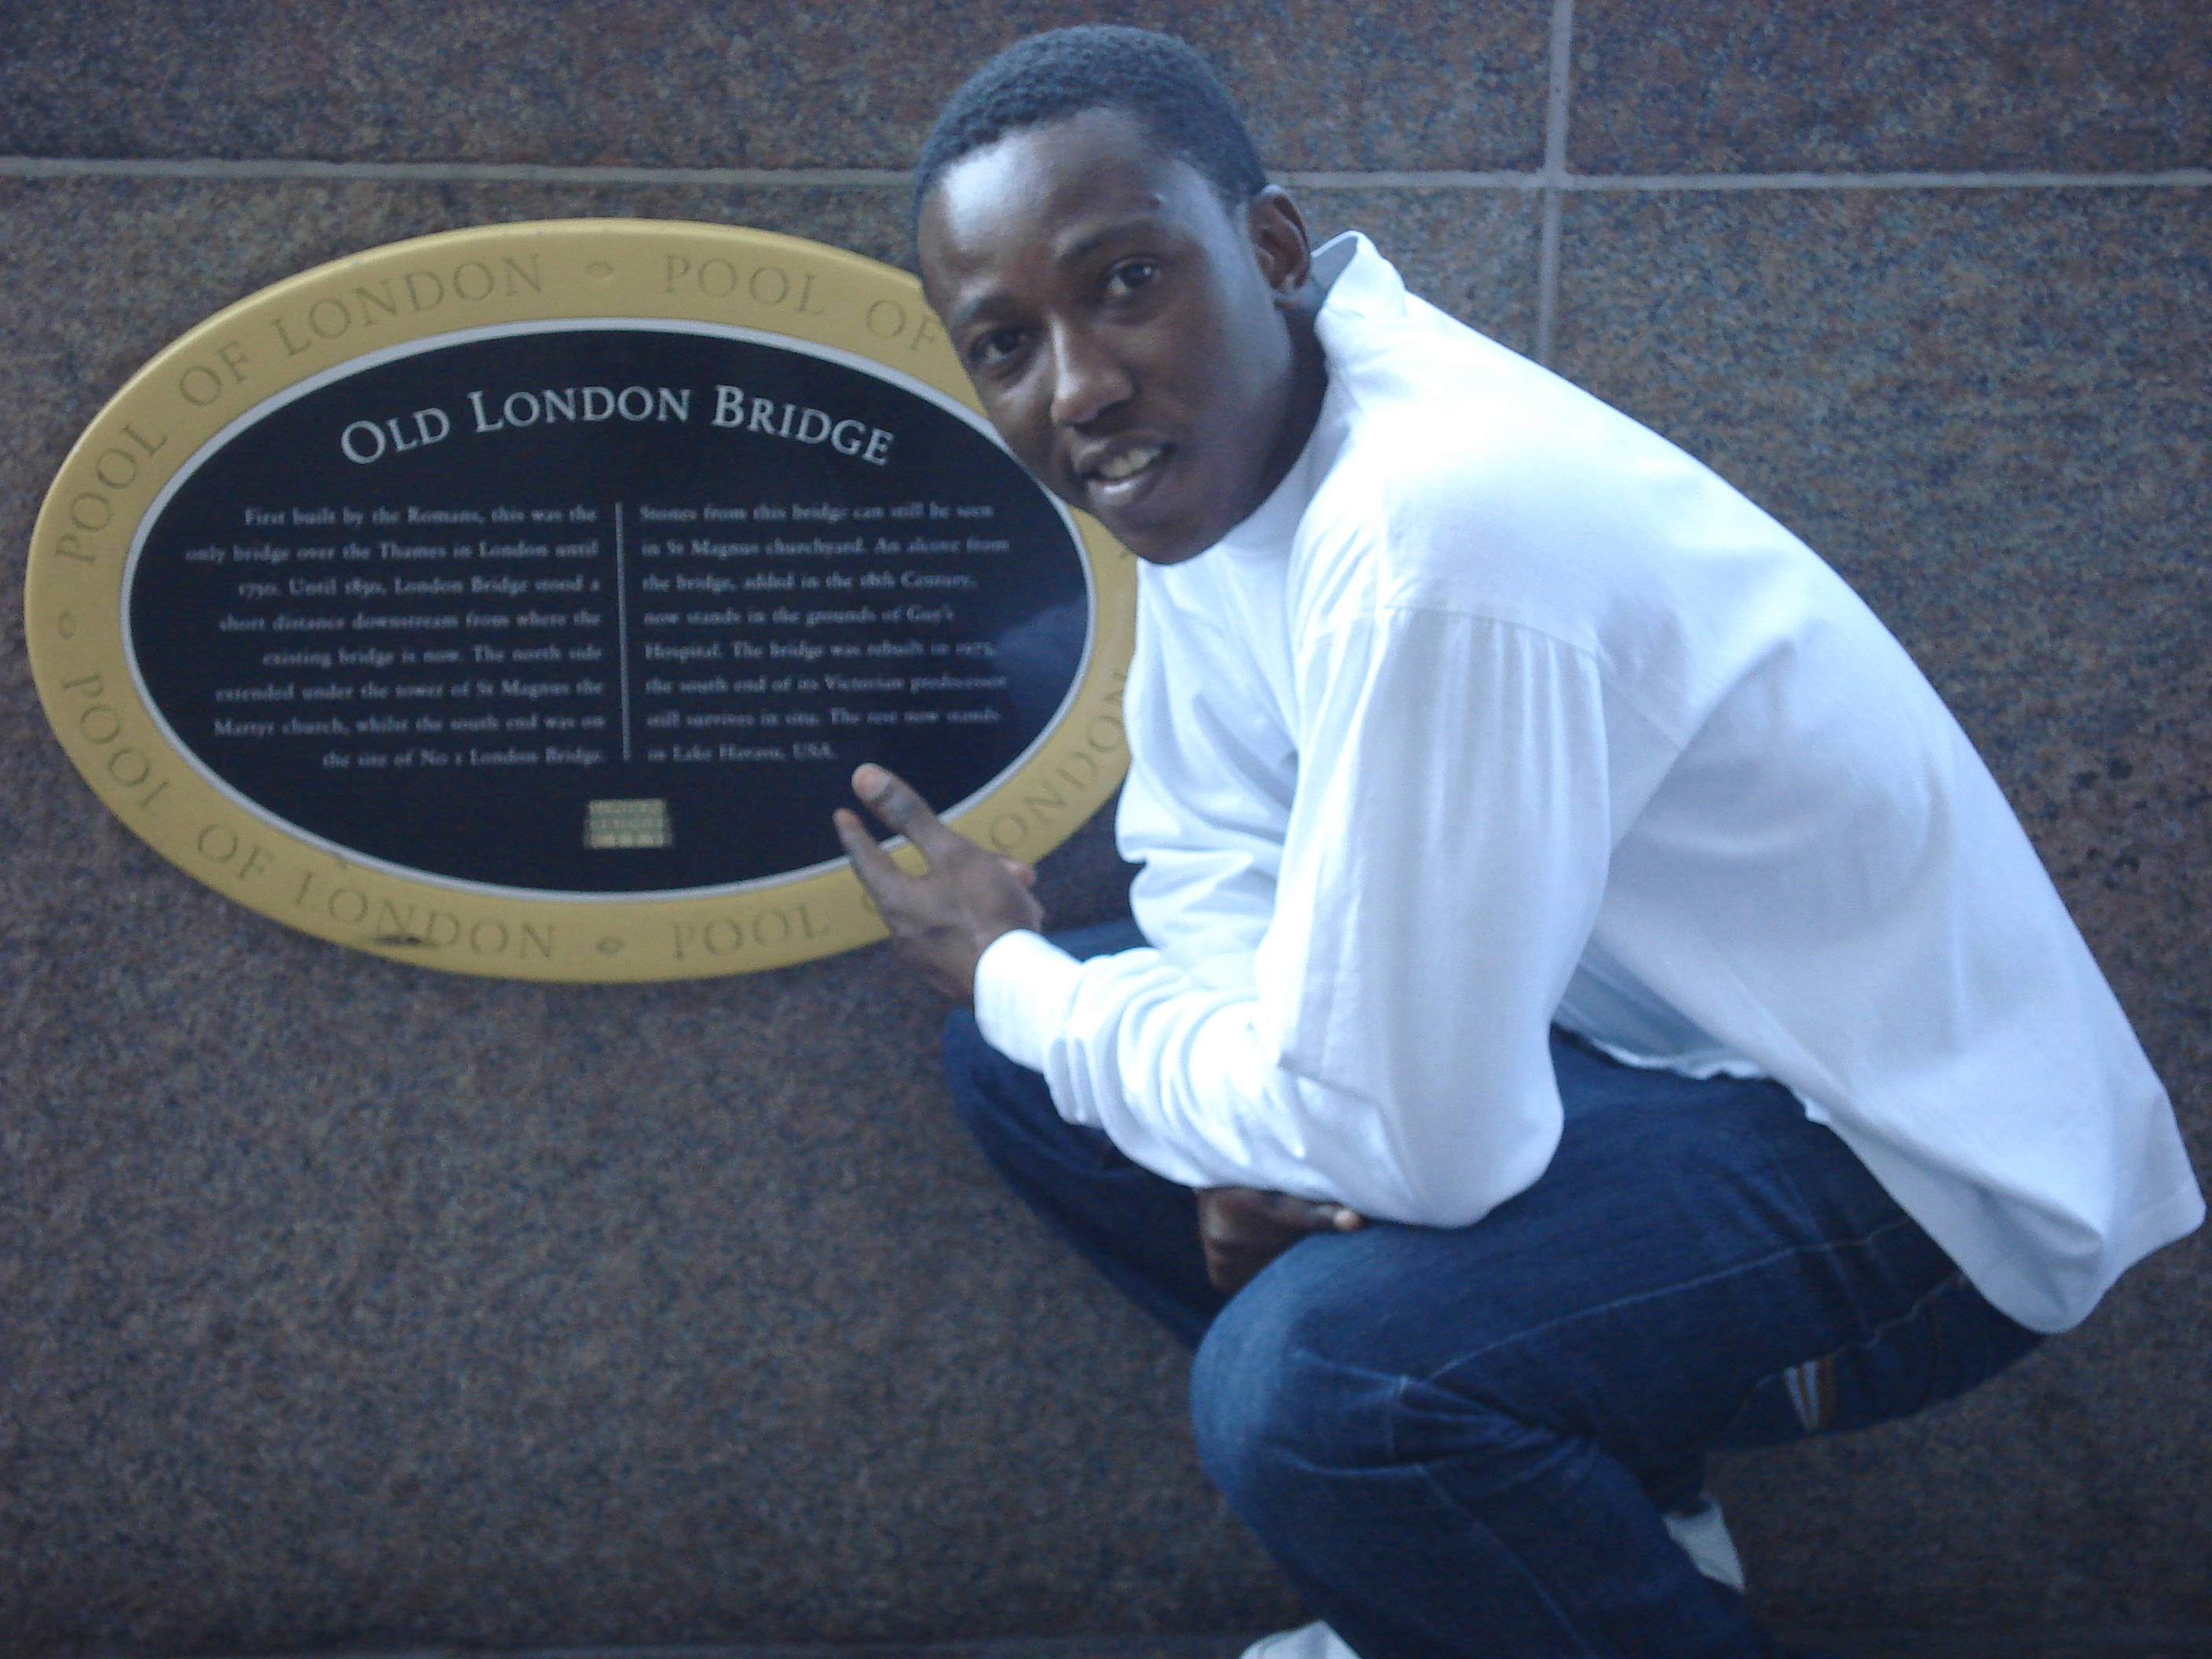 POOL OF LONDON • POOL OF LONDON • POOL OF LONDON • POOL OF LONDON
OLD LONDON BRIDGE
First built by the Romans, this was the
only bridge over the Thames in London until
1750. Until 1830, London Bridge stood a
short distance downstream from where the
existing bridge is now. The north side
extended under the tower of St Magnus the
Martyr church, whilst the south end was on
the site of No 1 London Bridge.
Stones from this bridge can still be seen
in St Magnus churchyard. An alcove from
the bridge, added in the 18th Century,
now stands in the grounds of Guy's
Hospital. The bridge was rebuilt in 1973,
the south end of its Victorian predecessor
still survives in situ. The rest now stands
in Lake Havasu, USA.